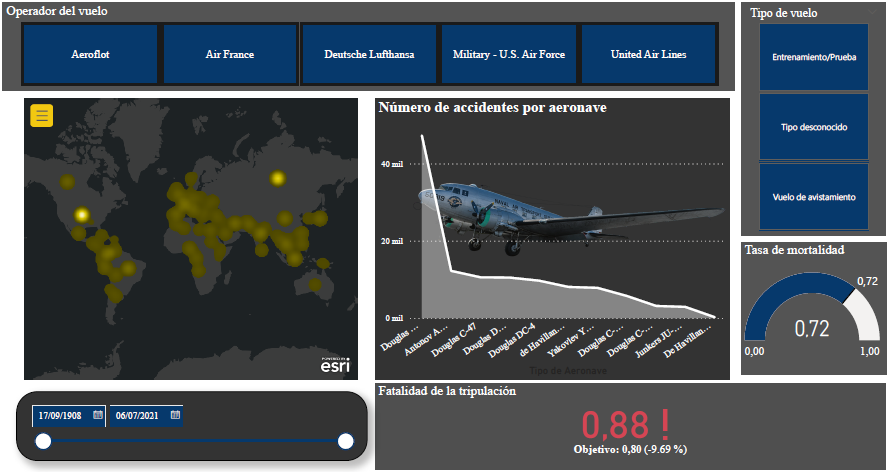 Operador del vuelo
Aeroflot
Air France
Deutsche Lufthansa
Military - U.S. Air Force
United Air Lines
Tipo de vuelo
Entrenamiento/Prueba
Tipo desconocido
Vuelo de avistamiento
POWERED BY
esri
Número de accidentes por aeronave
40 mil
20 mil
0 mil
Douglas ...
Antonov A...
Douglas C-47
Douglas D...
Douglas DC-4
de Havillan...
Yakovlev Y...
Douglas C-...
Douglas C-...
Junkers JU-...
De Havillan...
Tipo de Aeronave
Tasa de mortalidad
0,72
0,72
0,00
1,00
17/09/1908
06/07/2021
Fatalidad de la tripulación
0,88 !
Objetivo: 0,80 (-9.69 %)